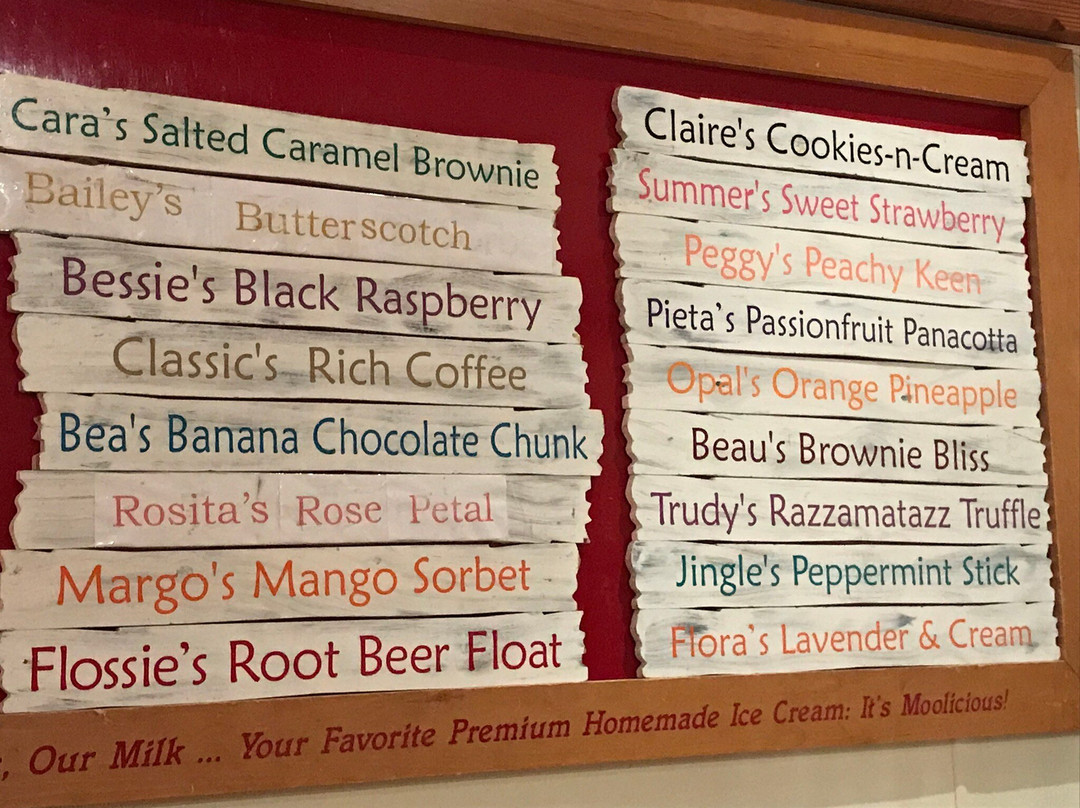 Cara's Salted Caramel Brownie
Bailey's Butterscotch
Bessie's Black Raspberry
Classic's Rich Coffee
Bea's Banana Chocolate Chunk
Rosita's Rose Petal
Margo's Mango Sorbet
Flossie's Root Beer Float
Claire's Cookies-n-Cream
Summer's Sweet Strawberry
Peggy's Peachy Keen
Pieta's Passionfruit Panacotta
Opal's Orange Pineapple
Beau's Brownie Bliss
Trudy's Razzamatazz Truffle
Jingle's Peppermint Stick
Flora's Lavender & Cream
, Our Milk ... Your Favorite Premium Homemade Ice Cream: It's Moolicious!